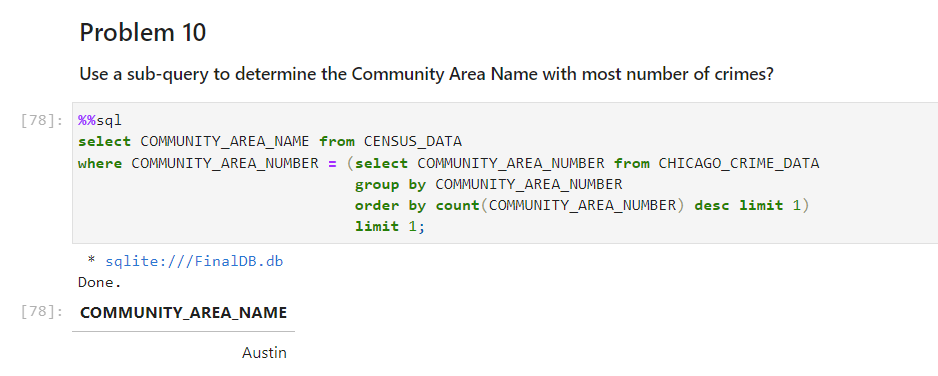 Problem 10
Use a sub-query to determine the Community Area Name with most number of crimes?
[78]: %%sql
select COMMUNITY_AREA_NAME from CENSUS_DATA
where COMMUNITY_AREA_NUMBER = (select COMMUNITY_AREA_NUMBER from CHICAGO_CRIME_DATA
group by COMMUNITY_AREA_NUMBER
order by count(COMMUNITY_AREA_NUMBER) desc limit 1)
limit 1;
* sqlite:///FinalDB.db
Done.
[78]: COMMUNITY_AREA_NAME
Austin